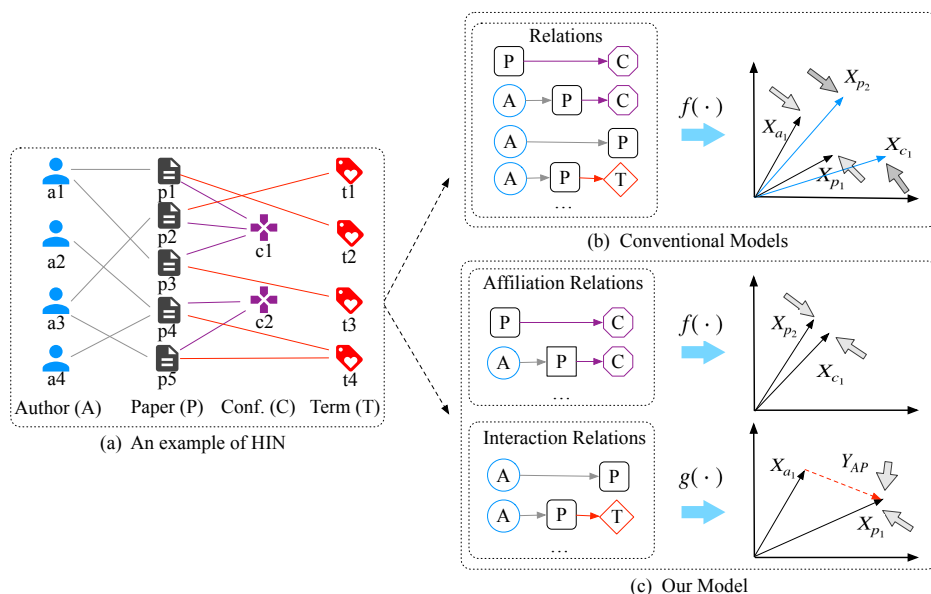 a1
a2
a3
a4
Author (A)
p1
p2
p3
p4
p5
Paper (P)
c1
c2
Conf. (C)
t1
t2
t3
t4
Term (T)
(a) An example of HIN
Relations
P C
A P C
A P
A P T
...
f(·)
X_{a_1}
X_{p_2}
X_{p_1}
X_{c_1}
(b) Conventional Models
Affiliation Relations
P C
A P C
...
f(·)
X_{p_2}
X_{c_1}
Interaction Relations
A P
A P T
...
g(·)
X_{a_1}
Y_{AP}
X_{p_1}
(c) Our Model